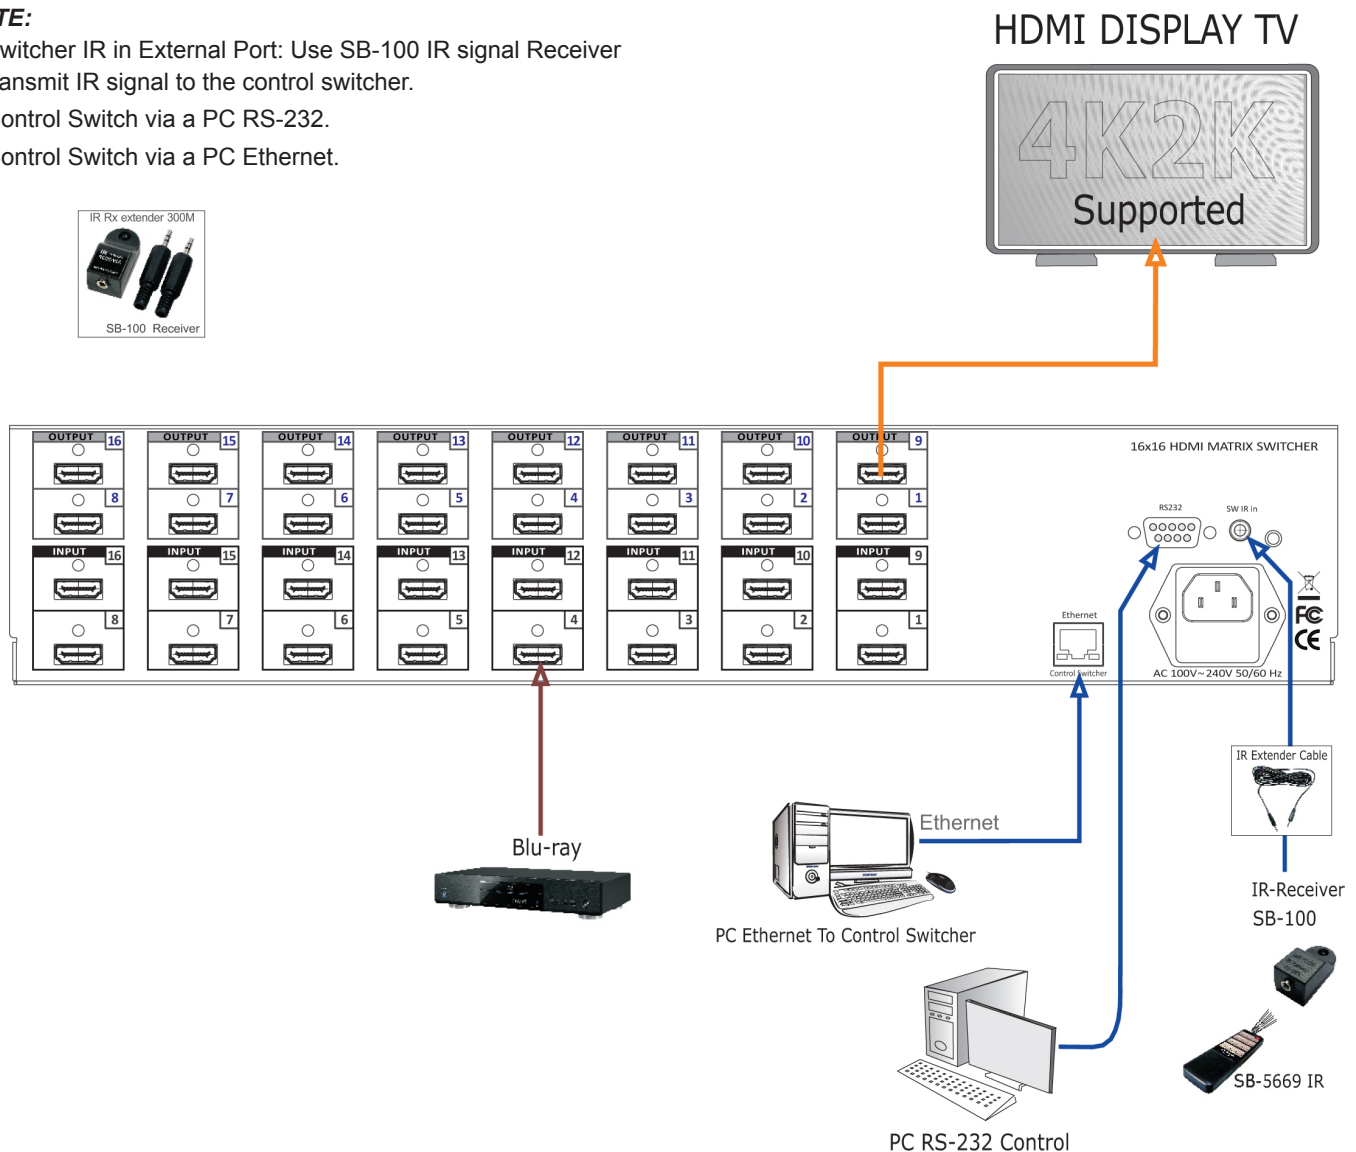 TE:
witcher IR in External Port: Use SB-100 IR signal Receiver
ansmit IR signal to the control switcher.
ontrol Switch via a PC RS-232.
ontrol Switch via a PC Ethernet.
HDMI DISPLAY TV
4K2K
Supported
IR Rx extender 300M
SB-100 Receiver
OUTPUT 16 OUTPUT 15 OUTPUT 14 OUTPUT 13 OUTPUT 12 OUTPUT 11 OUTPUT 10 OUTPUT 9
16x16 HDMI MATRIX SWITCHER
8 7 6 5 4 3 2 1
RS232 SW IR in
INPUT 16 INPUT 15 INPUT 14 INPUT 13 INPUT 12 INPUT 11 INPUT 10 INPUT 9
8 7 6 5 4 3 2 1
Ethernet
FC
CE
Control Switcher
AC 100V~240V 50/60 Hz
IR Extender Cable
Ethernet
Blu-ray
PC Ethernet To Control Switcher
IR-Receiver
SB-100
SB-5669 IR
PC RS-232 Control